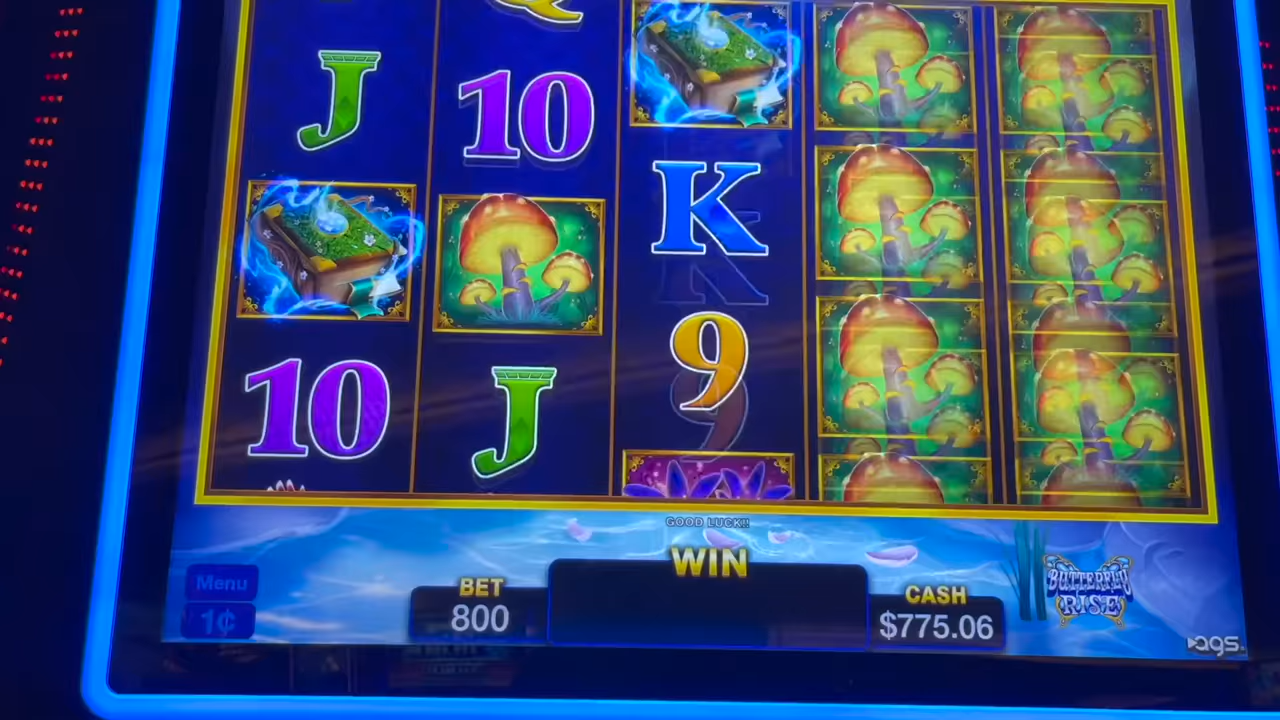 Q
J
10
K
10
J
9
GOOD LUCK!!
WIN
Menu
1¢
BET
800
CASH
$775.06
BUTTERFLY
RISE
ags